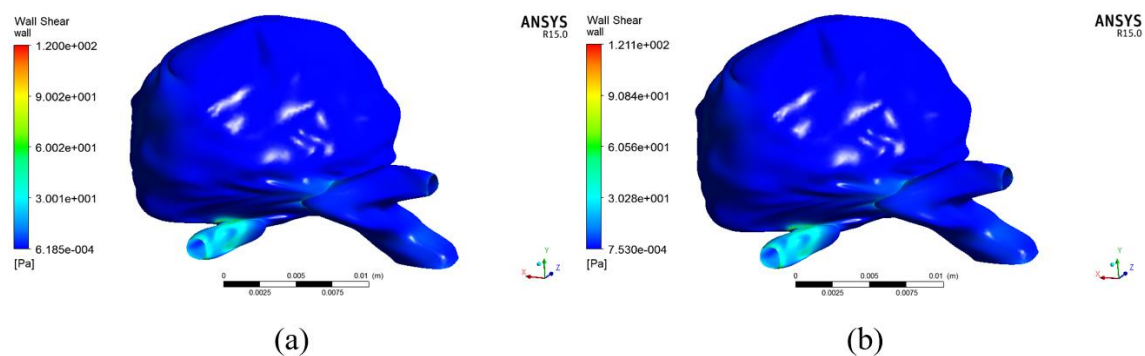 Wall Shear
wall
1.200e+002
9.002e+001
6.002e+001
3.001e+001
6.185e-004
[Pa]
ANSYS
R15.0
0 0.005 0.01 (m)
0.0025 0.0075
Y
X Z
(a)
Wall Shear
wall
1.211e+002
9.084e+001
6.056e+001
3.028e+001
7.530e-004
[Pa]
ANSYS
R15.0
0 0.005 0.01 (m)
0.0025 0.0075
Y
X Z
(b)